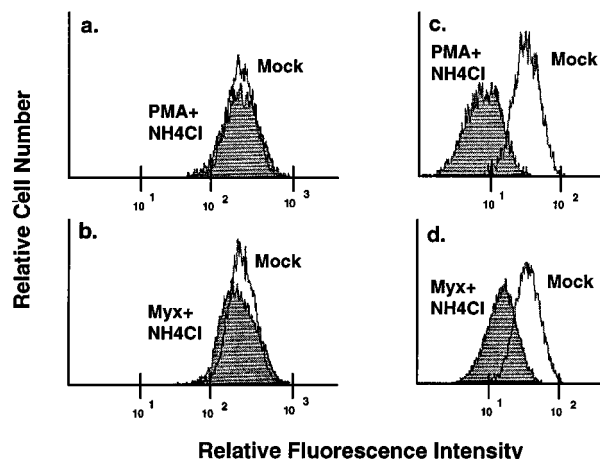 a.
Mock
PMA+
NH4Cl
10 1
10 2
10 3
c.
PMA+
NH4Cl
Mock
10 1
10 2
b.
Mock
Myx+
NH4Cl
10 1
10 2
10 3
d.
Myx+
NH4Cl
Mock
10 1
10 2
Relative Cell Number
Relative Fluorescence Intensity